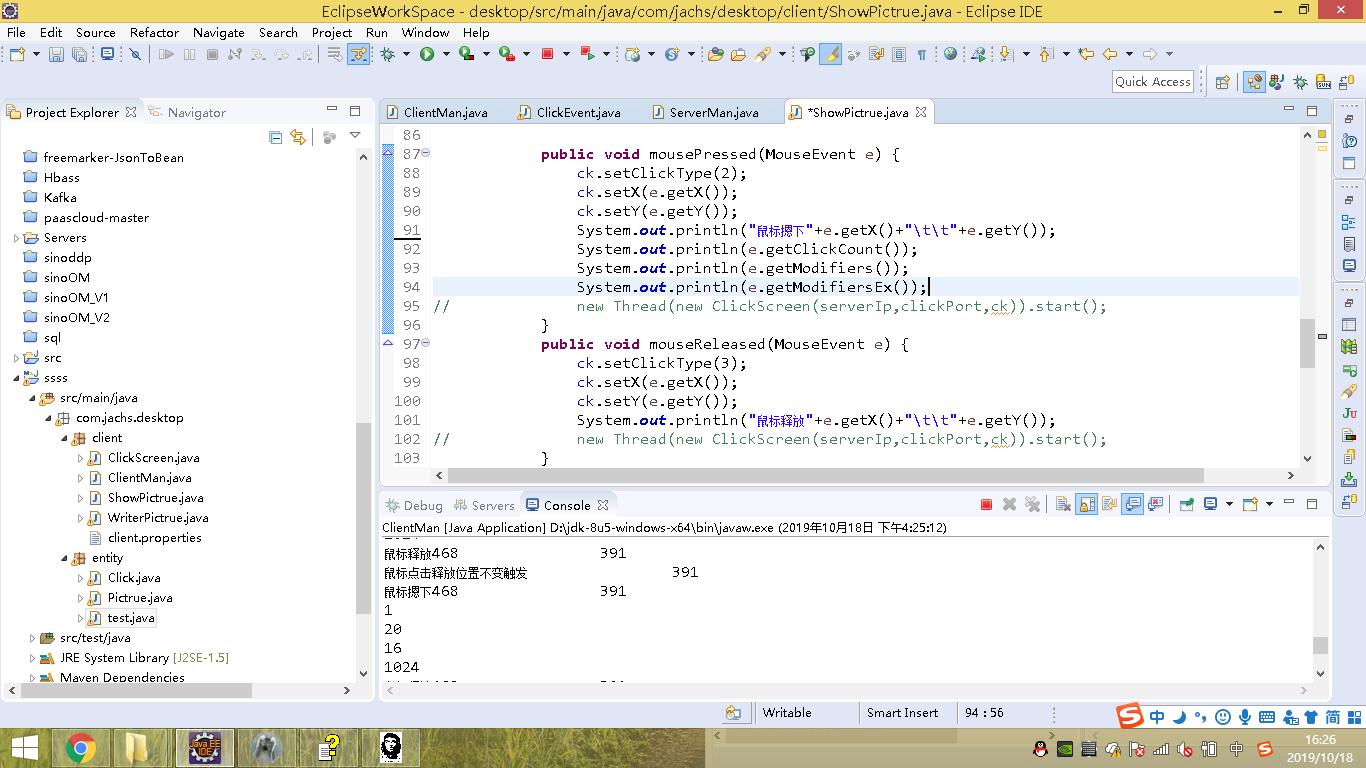 EclipseWorkSpace - desktop/src/main/java/com/jachs/desktop/client/ShowPictrue.java - Eclipse IDE
File Edit Source Refactor Navigate Search Project Run Window Help
Quick Access
Project Explorer Navigator
freemarker-JsonToBean
Hbass
Kafka
paascloud-master
Servers
sinoddp
sinoOM
sinoOM_V1
sinoOM_V2
sql
src
ssss
src/main/java
com.jachs.desktop
client
ClickScreen.java
ClientMan.java
ShowPictrue.java
WriterPictrue.java
client.properties
entity
Click.java
Pictrue.java
test.java
src/test/java
JRE System Library [J2SE-1.5]
Maven Dependencies
ClientMan.java ClickEvent.java ServerMan.java *ShowPictrue.java
86
87 public void mousePressed(MouseEvent e) {
88 ck.setClickType(2);
89 ck.setX(e.getX());
90 ck.setY(e.getY());
91 System.out.println("鼠标摁下"+e.getX()+"\t\t"+e.getY());
92 System.out.println(e.getClickCount());
93 System.out.println(e.getModifiers());
94 System.out.println(e.getModifiersEx());
95 // new Thread(new ClickScreen(serverIp,clickPort,ck)).start();
96 }
97 public void mouseReleased(MouseEvent e) {
98 ck.setClickType(3);
99 ck.setX(e.getX());
100 ck.setY(e.getY());
101 System.out.println("鼠标释放"+e.getX()+"\t\t"+e.getY());
102 // new Thread(new ClickScreen(serverIp,clickPort,ck)).start();
103 }
Debug Servers Console
ClientMan [Java Application] D:\jdk-8u5-windows-x64\bin\javaw.exe (2019年10月18日 下午4:25:12)
鼠标释放468 391
鼠标点击释放位置不变触发 391
鼠标摁下468 391
1
20
16
1024
Writable Smart Insert 94 : 56
中 简
中
16:26
2019/10/18